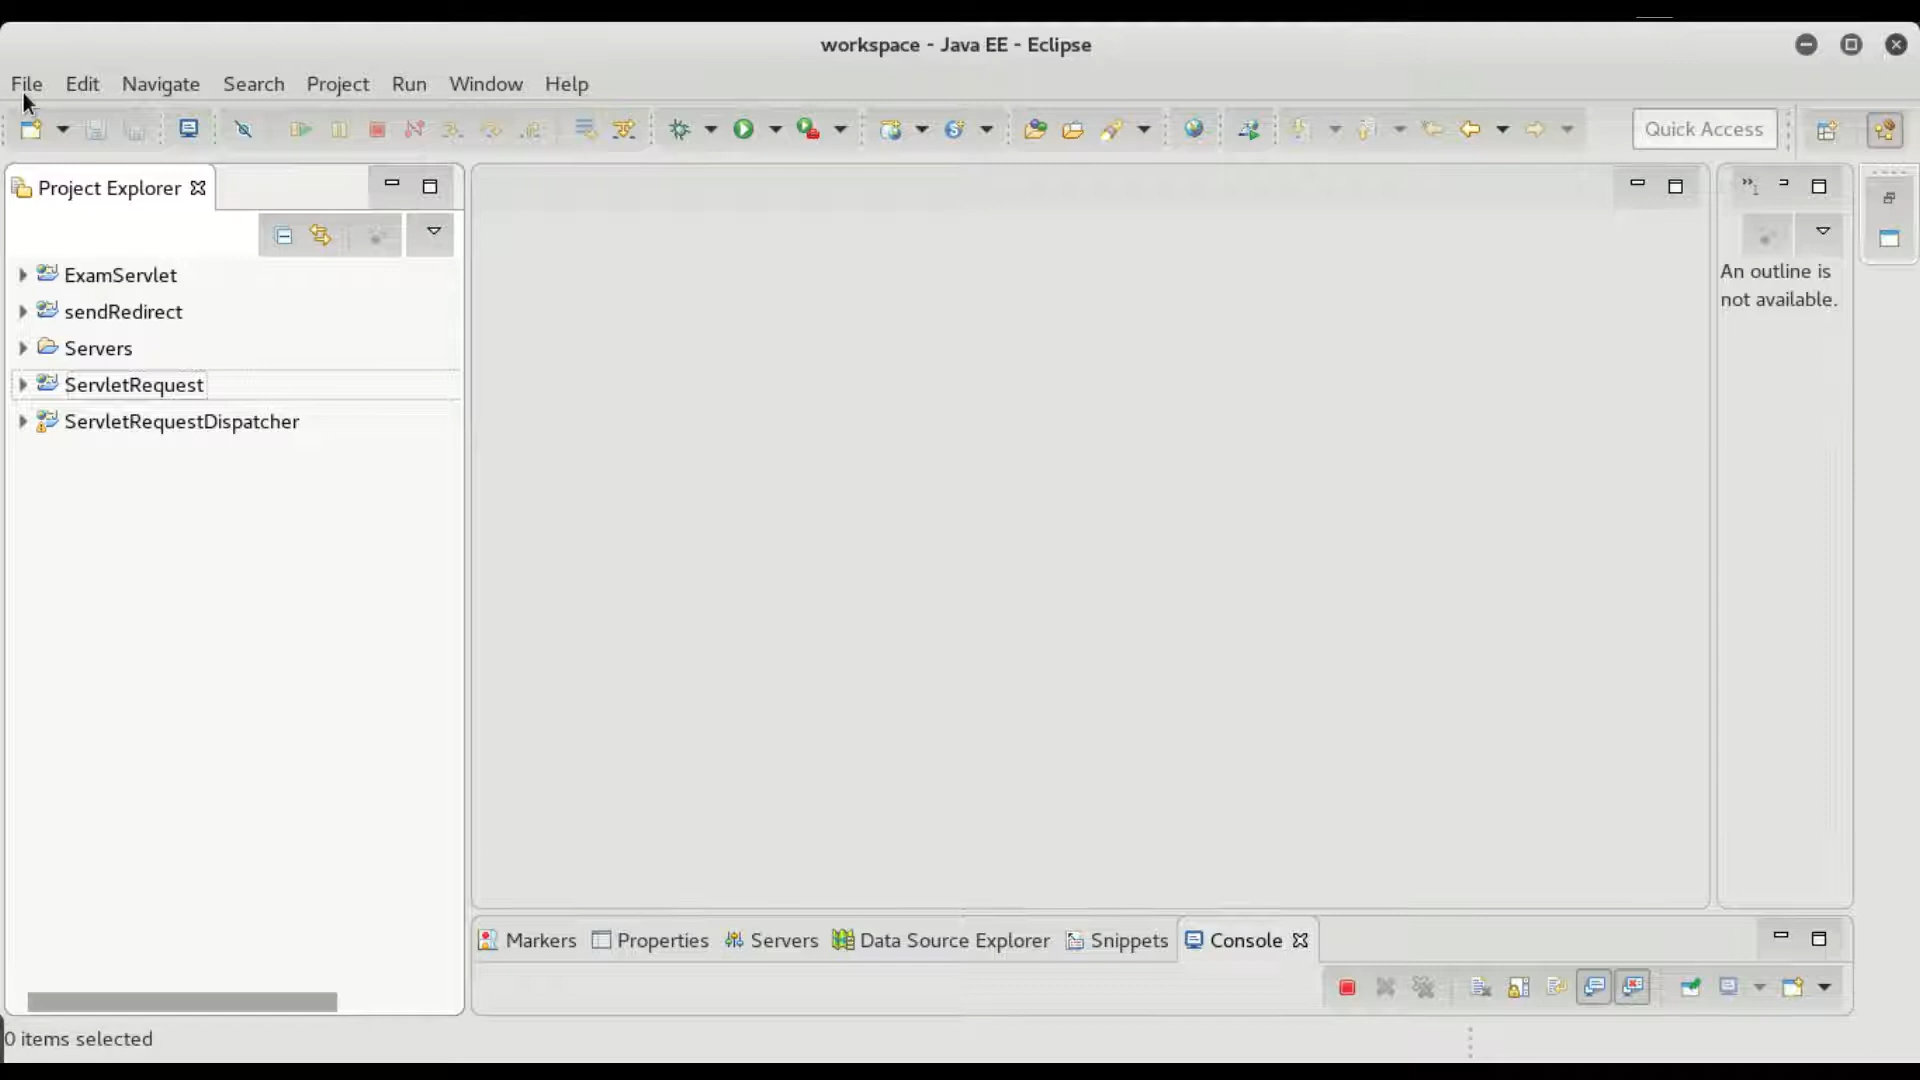 workspace - Java EE - Eclipse
File Edit Navigate Search Project Run Window Help
Quick Access
Project Explorer
ExamServlet
sendRedirect
Servers
ServletRequest
ServletRequestDispatcher
»1
An outline is
not available.
Markers Properties Servers Data Source Explorer Snippets Console
0 items selected